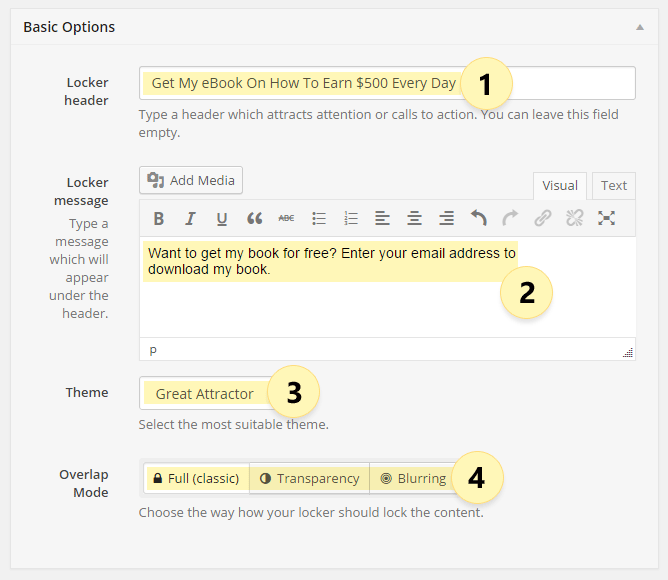 Basic Options
Locker header
Get My eBook On How To Earn $500 Every Day
1
Type a header which attracts attention or calls to action. You can leave this field
empty.
Locker message
Type a
message
which will
appear
under the
header.
Add Media
Visual
Text
B I U “ ABC
Want to get my book for free? Enter your email address to
download my book.
2
p
Theme
Great Attractor
3
Select the most suitable theme.
Overlap
Mode
Full (classic)
Transparency
Blurring
4
Choose the way how your locker should lock the content.